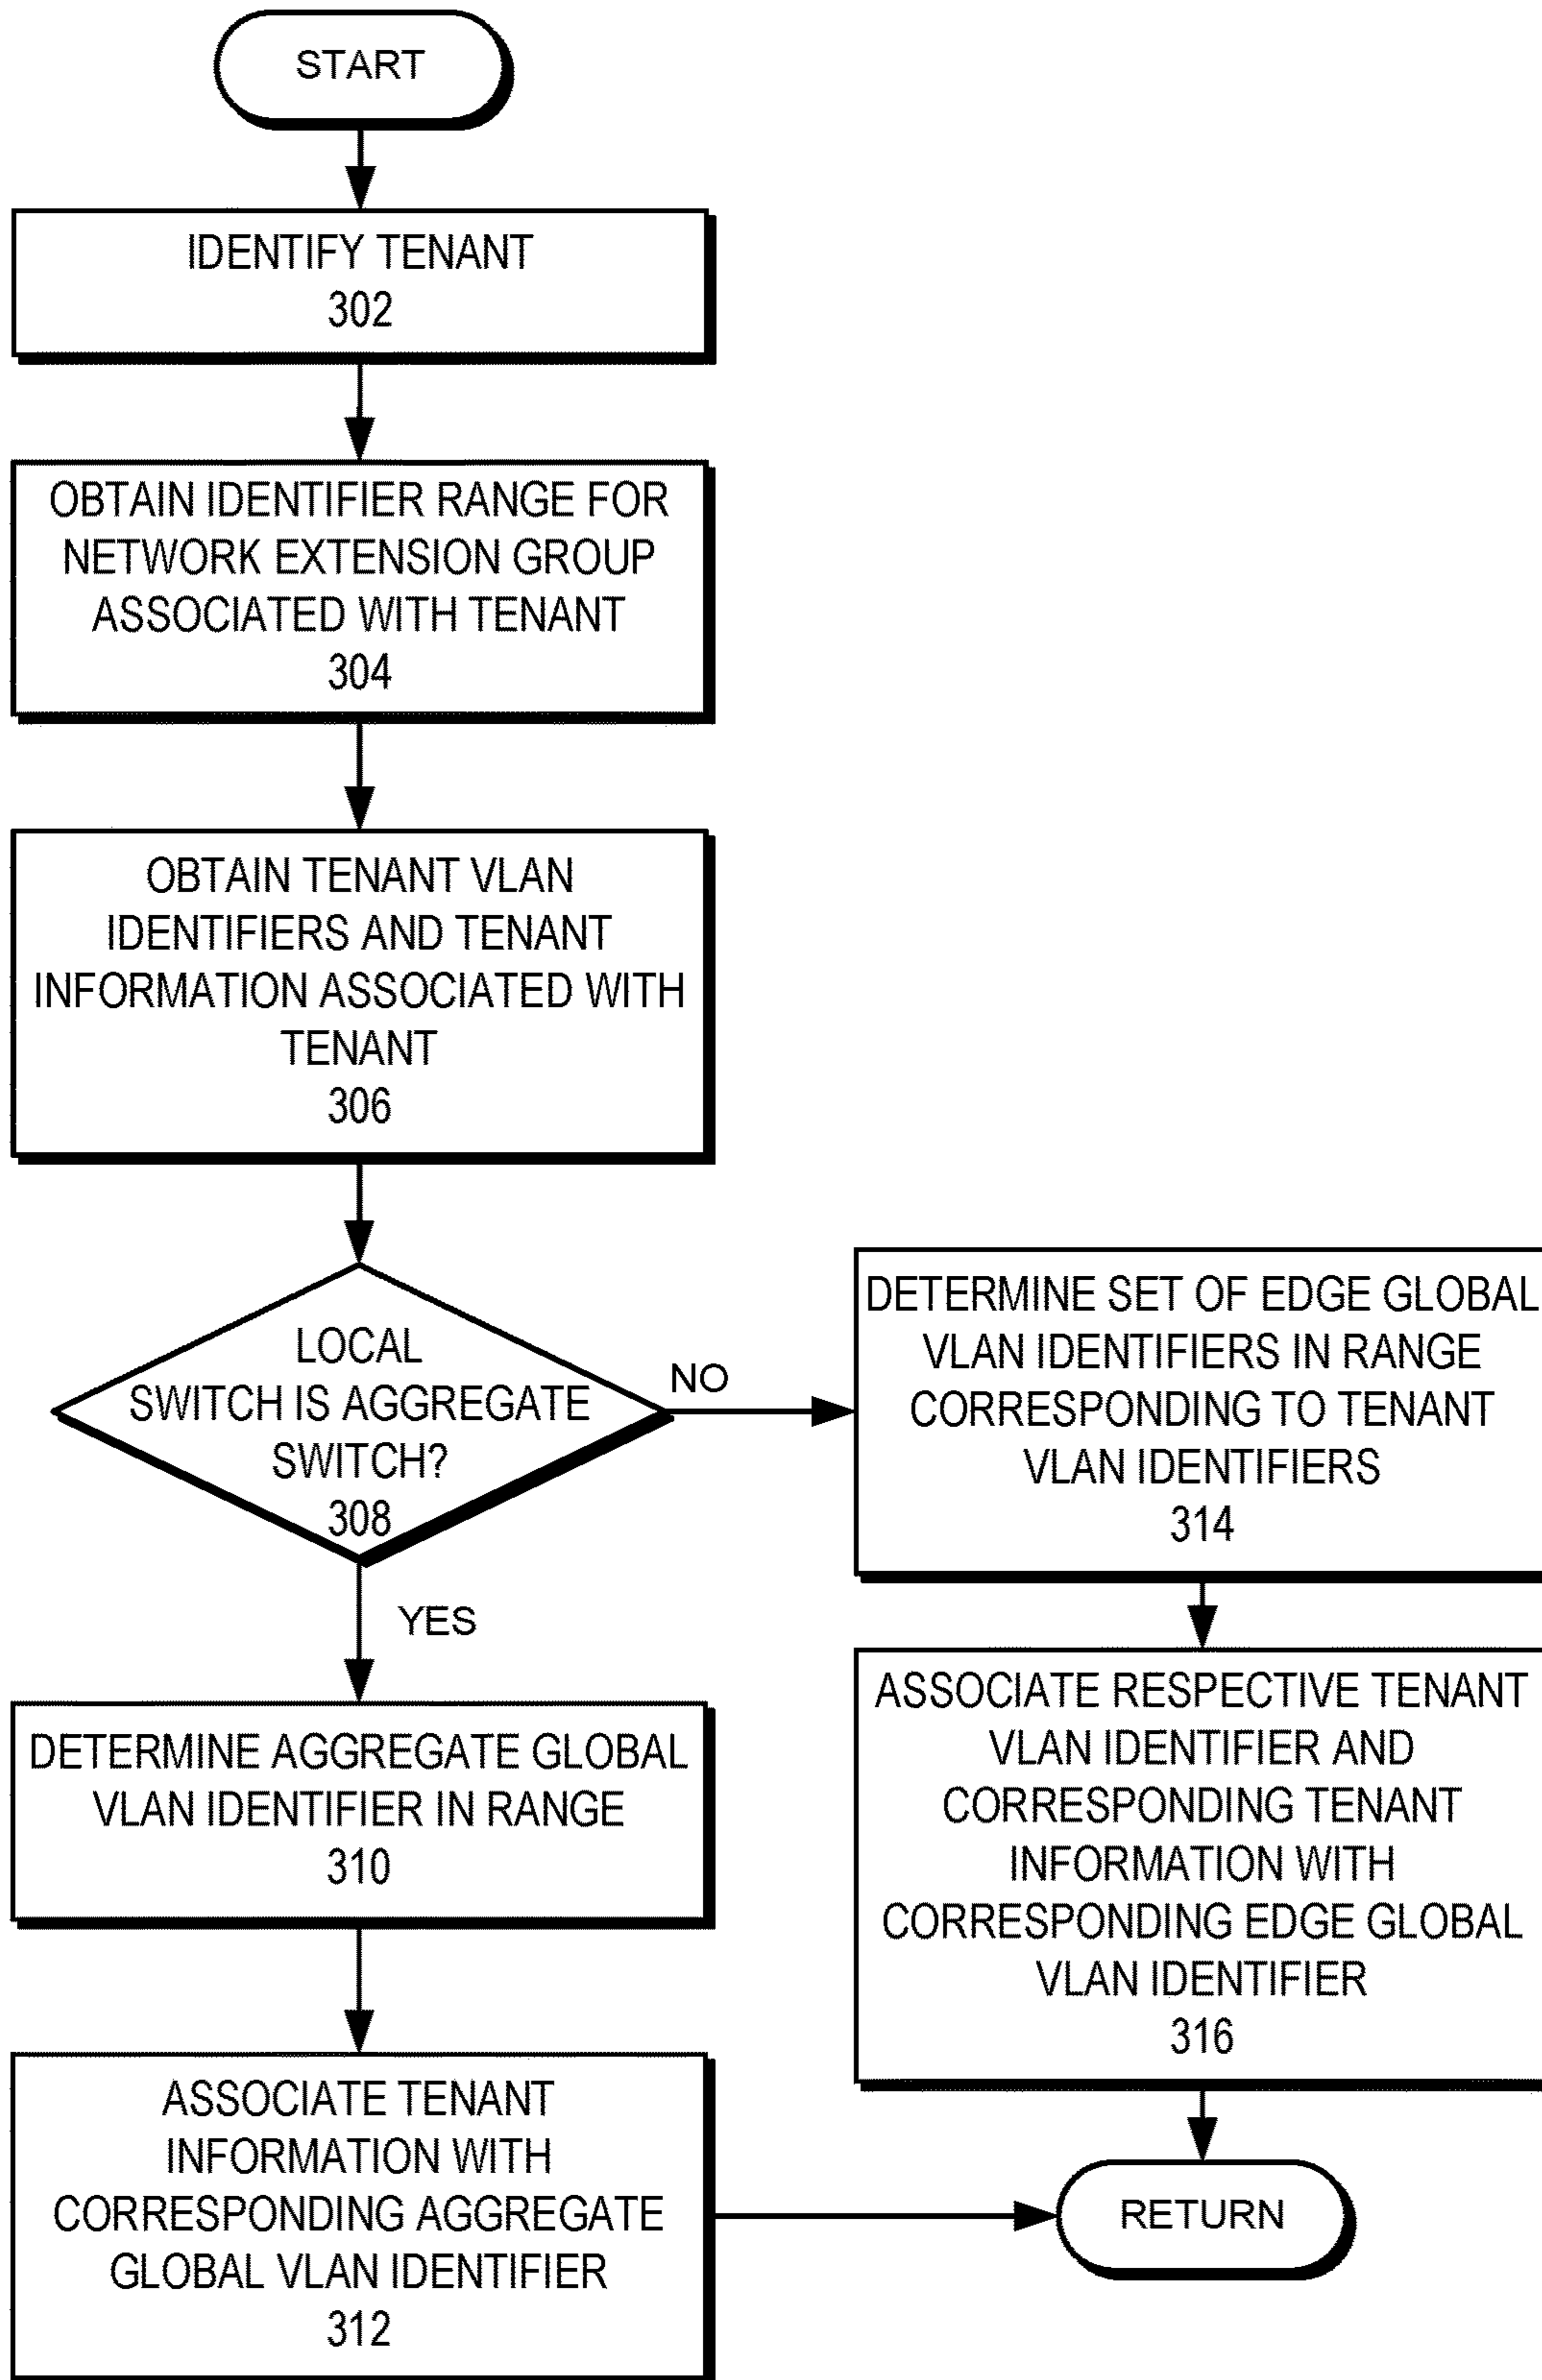 START
IDENTIFY TENANT
302
OBTAIN IDENTIFIER RANGE FOR
NETWORK EXTENSION GROUP
ASSOCIATED WITH TENANT
304
OBTAIN TENANT VLAN
IDENTIFIERS AND TENANT
INFORMATION ASSOCIATED WITH
TENANT
306
LOCAL
SWITCH IS AGGREGATE
SWITCH?
308
NO
YES
DETERMINE AGGREGATE GLOBAL
VLAN IDENTIFIER IN RANGE
310
ASSOCIATE TENANT
INFORMATION WITH
CORRESPONDING AGGREGATE
GLOBAL VLAN IDENTIFIER
312
DETERMINE SET OF EDGE GLOBAL
VLAN IDENTIFIERS IN RANGE
CORRESPONDING TO TENANT
VLAN IDENTIFIERS
314
ASSOCIATE RESPECTIVE TENANT
VLAN IDENTIFIER AND
CORRESPONDING TENANT
INFORMATION WITH
CORRESPONDING EDGE GLOBAL
VLAN IDENTIFIER
316
RETURN